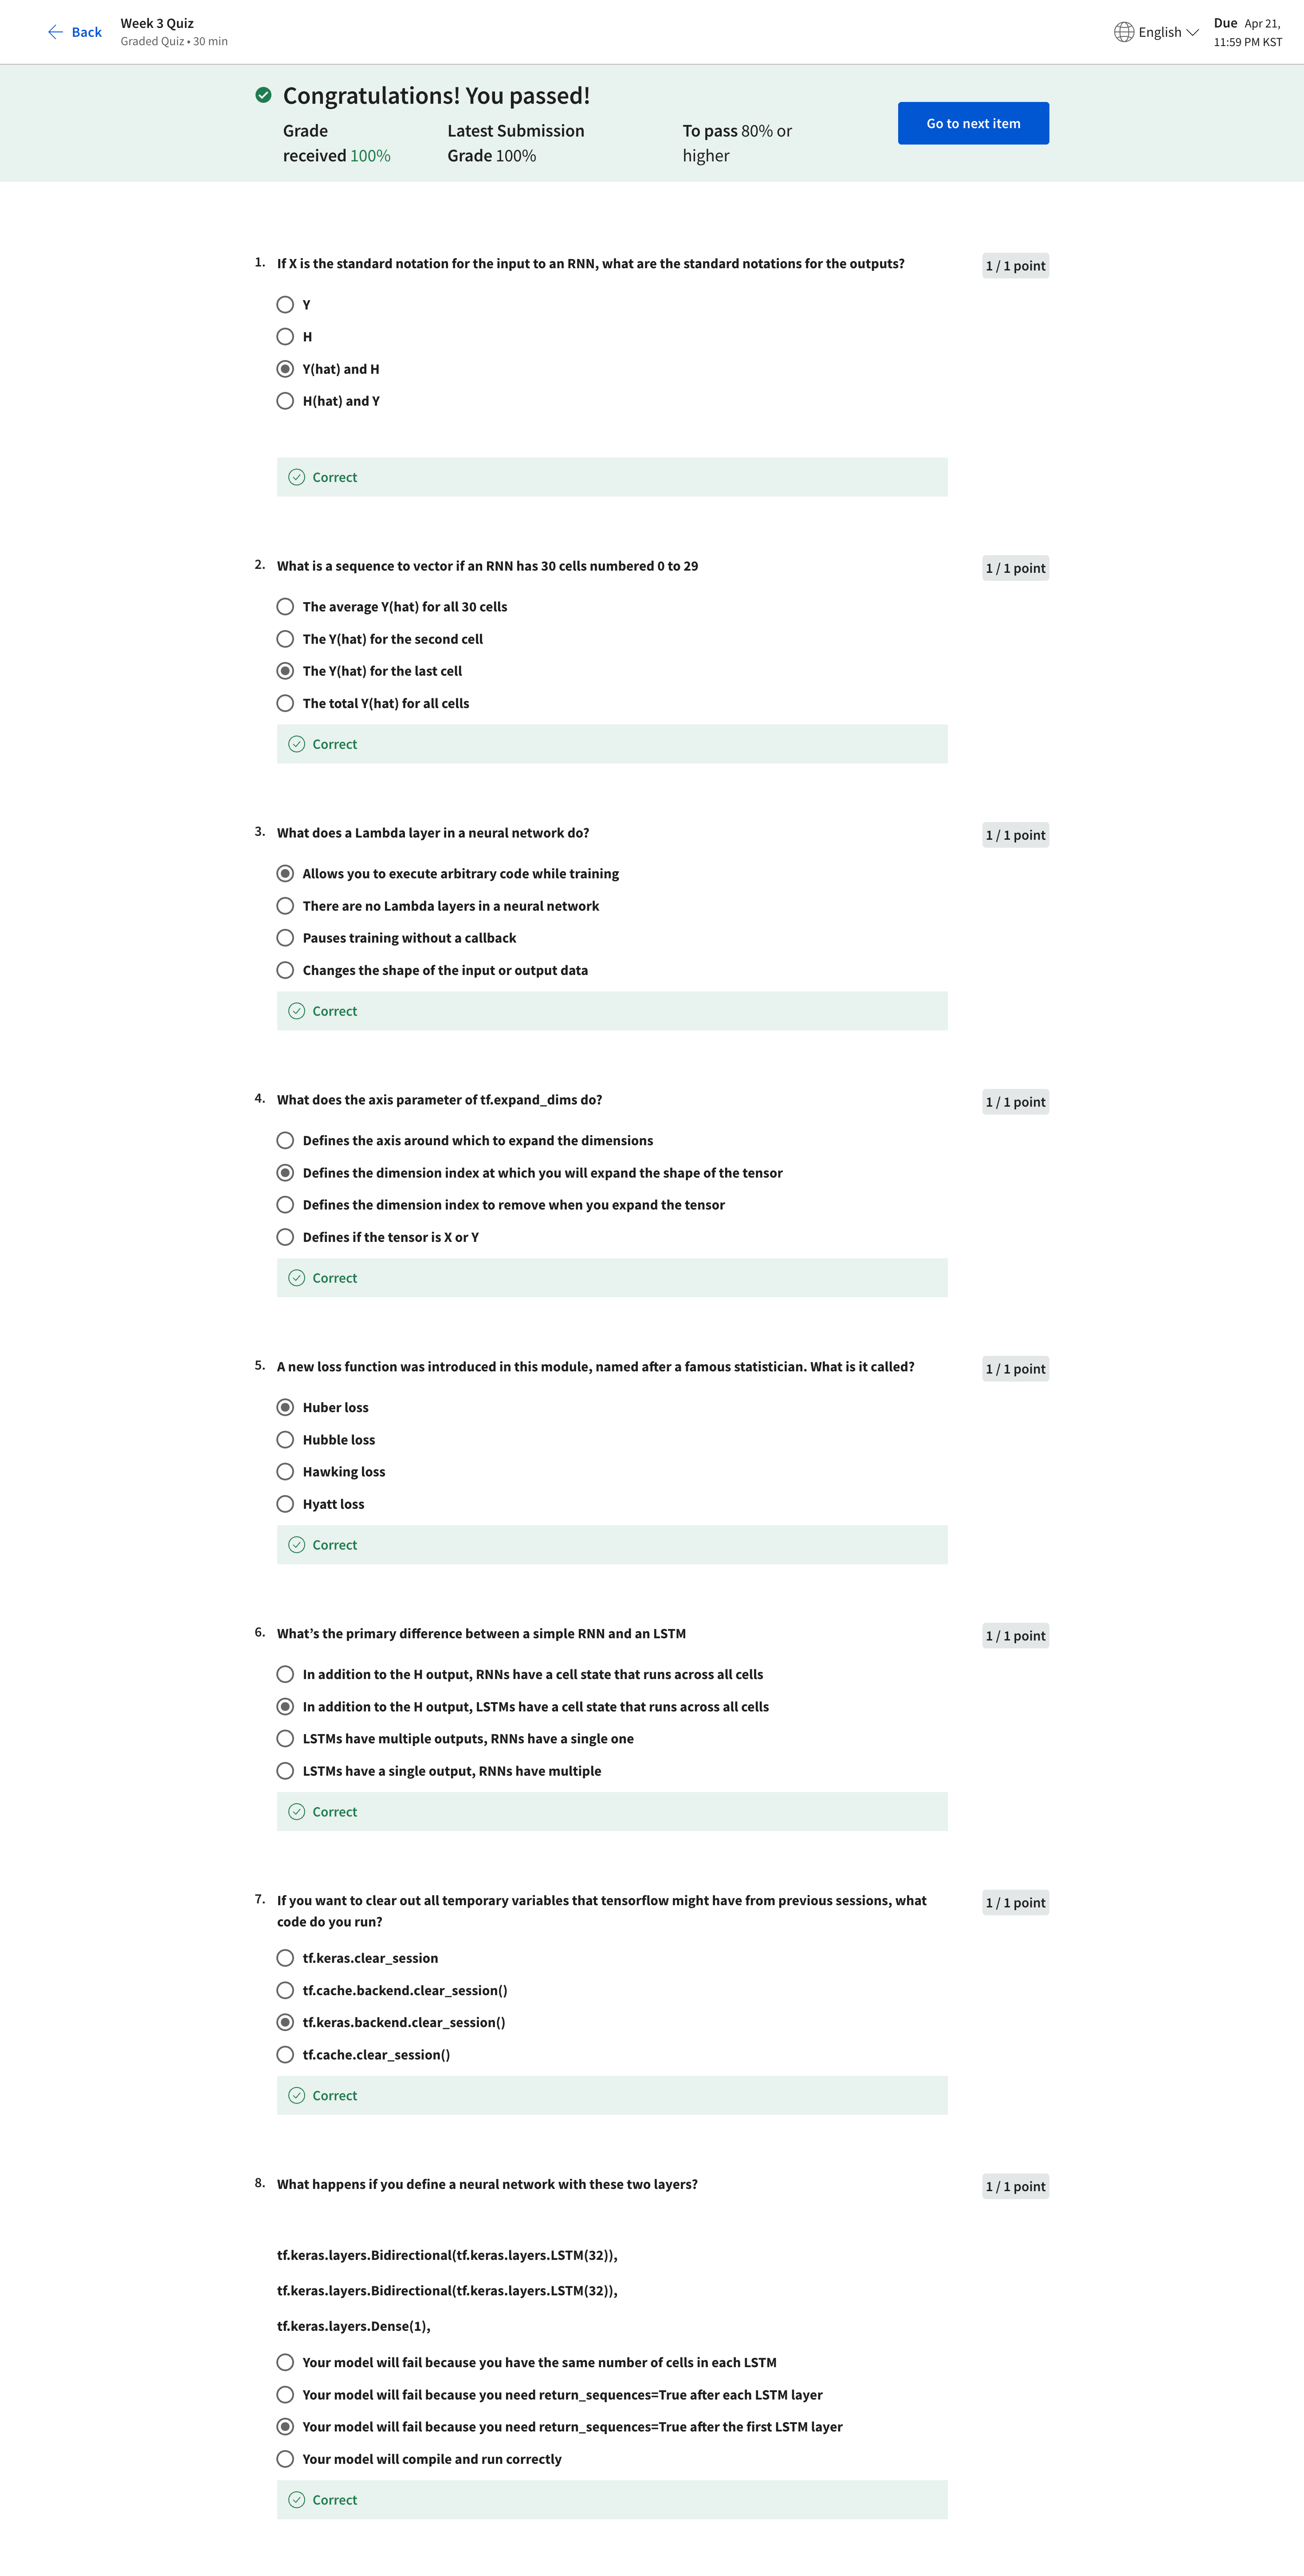 Back
Week 3 Quiz
Graded Quiz • 30 min
English
Due Apr 21,
11:59 PM KST
Congratulations! You passed!
Grade
received 100%
Latest Submission
Grade 100%
To pass 80% or
higher
Go to next item
1. If X is the standard notation for the input to an RNN, what are the standard notations for the outputs?
1 / 1 point
Y
H
Y(hat) and H
H(hat) and Y
Correct
2. What is a sequence to vector if an RNN has 30 cells numbered 0 to 29
1 / 1 point
The average Y(hat) for all 30 cells
The Y(hat) for the second cell
The Y(hat) for the last cell
The total Y(hat) for all cells
Correct
3. What does a Lambda layer in a neural network do?
1 / 1 point
Allows you to execute arbitrary code while training
There are no Lambda layers in a neural network
Pauses training without a callback
Changes the shape of the input or output data
Correct
4. What does the axis parameter of tf.expand_dims do?
1 / 1 point
Defines the axis around which to expand the dimensions
Defines the dimension index at which you will expand the shape of the tensor
Defines the dimension index to remove when you expand the tensor
Defines if the tensor is X or Y
Correct
5. A new loss function was introduced in this module, named after a famous statistician. What is it called?
1 / 1 point
Huber loss
Hubble loss
Hawking loss
Hyatt loss
Correct
6. What’s the primary difference between a simple RNN and an LSTM
1 / 1 point
In addition to the H output, RNNs have a cell state that runs across all cells
In addition to the H output, LSTMs have a cell state that runs across all cells
LSTMs have multiple outputs, RNNs have a single one
LSTMs have a single output, RNNs have multiple
Correct
7. If you want to clear out all temporary variables that tensorflow might have from previous sessions, what
code do you run?
1 / 1 point
tf.keras.clear_session
tf.cache.backend.clear_session()
tf.keras.backend.clear_session()
tf.cache.clear_session()
Correct
8. What happens if you define a neural network with these two layers?
1 / 1 point
tf.keras.layers.Bidirectional(tf.keras.layers.LSTM(32)),
tf.keras.layers.Bidirectional(tf.keras.layers.LSTM(32)),
tf.keras.layers.Dense(1),
Your model will fail because you have the same number of cells in each LSTM
Your model will fail because you need return_sequences=True after each LSTM layer
Your model will fail because you need return_sequences=True after the first LSTM layer
Your model will compile and run correctly
Correct